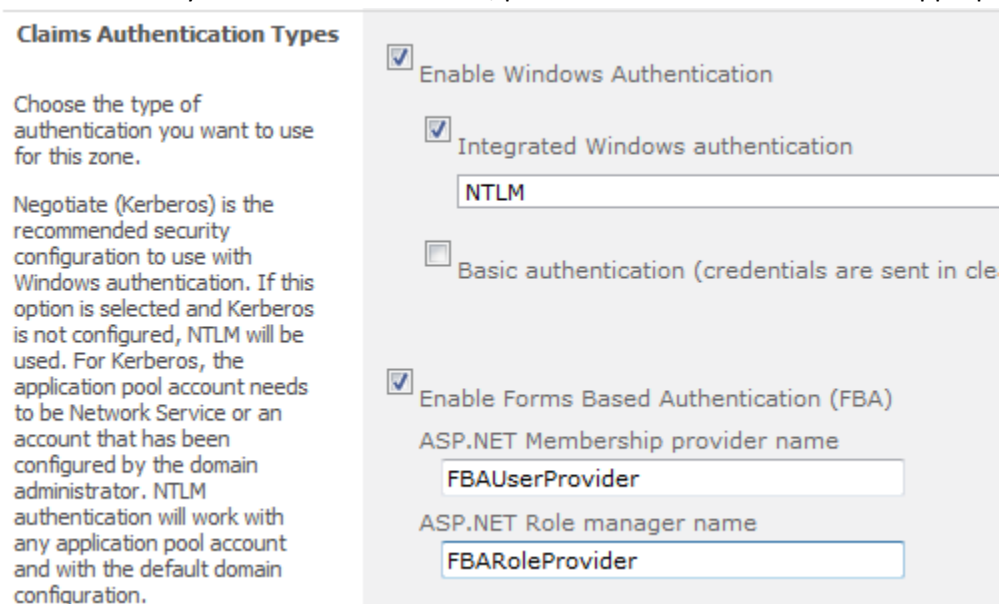 Claims Authentication Types
Choose the type of
authentication you want to use
for this zone.
Negotiate (Kerberos) is the
recommended security
configuration to use with
Windows authentication. If this
option is selected and Kerberos
is not configured, NTLM will be
used. For Kerberos, the
application pool account needs
to be Network Service or an
account that has been
configured by the domain
administrator. NTLM
authentication will work with
any application pool account
and with the default domain
configuration.
Enable Windows Authentication
Integrated Windows authentication
NTLM
Basic authentication (credentials are sent in
Enable Forms Based Authentication (FBA)
ASP.NET Membership provider name
FBAUserProvider
ASP.NET Role manager name
FBARoleProvider